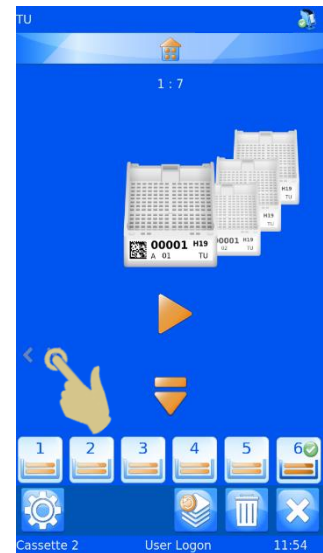 TU
1 : 7
H19
TU
H19
TU
00001 H19
02 TU
00001 H19
A 01 TU
1 2 3 4 5 6
Cassette 2 User Logon 11:54